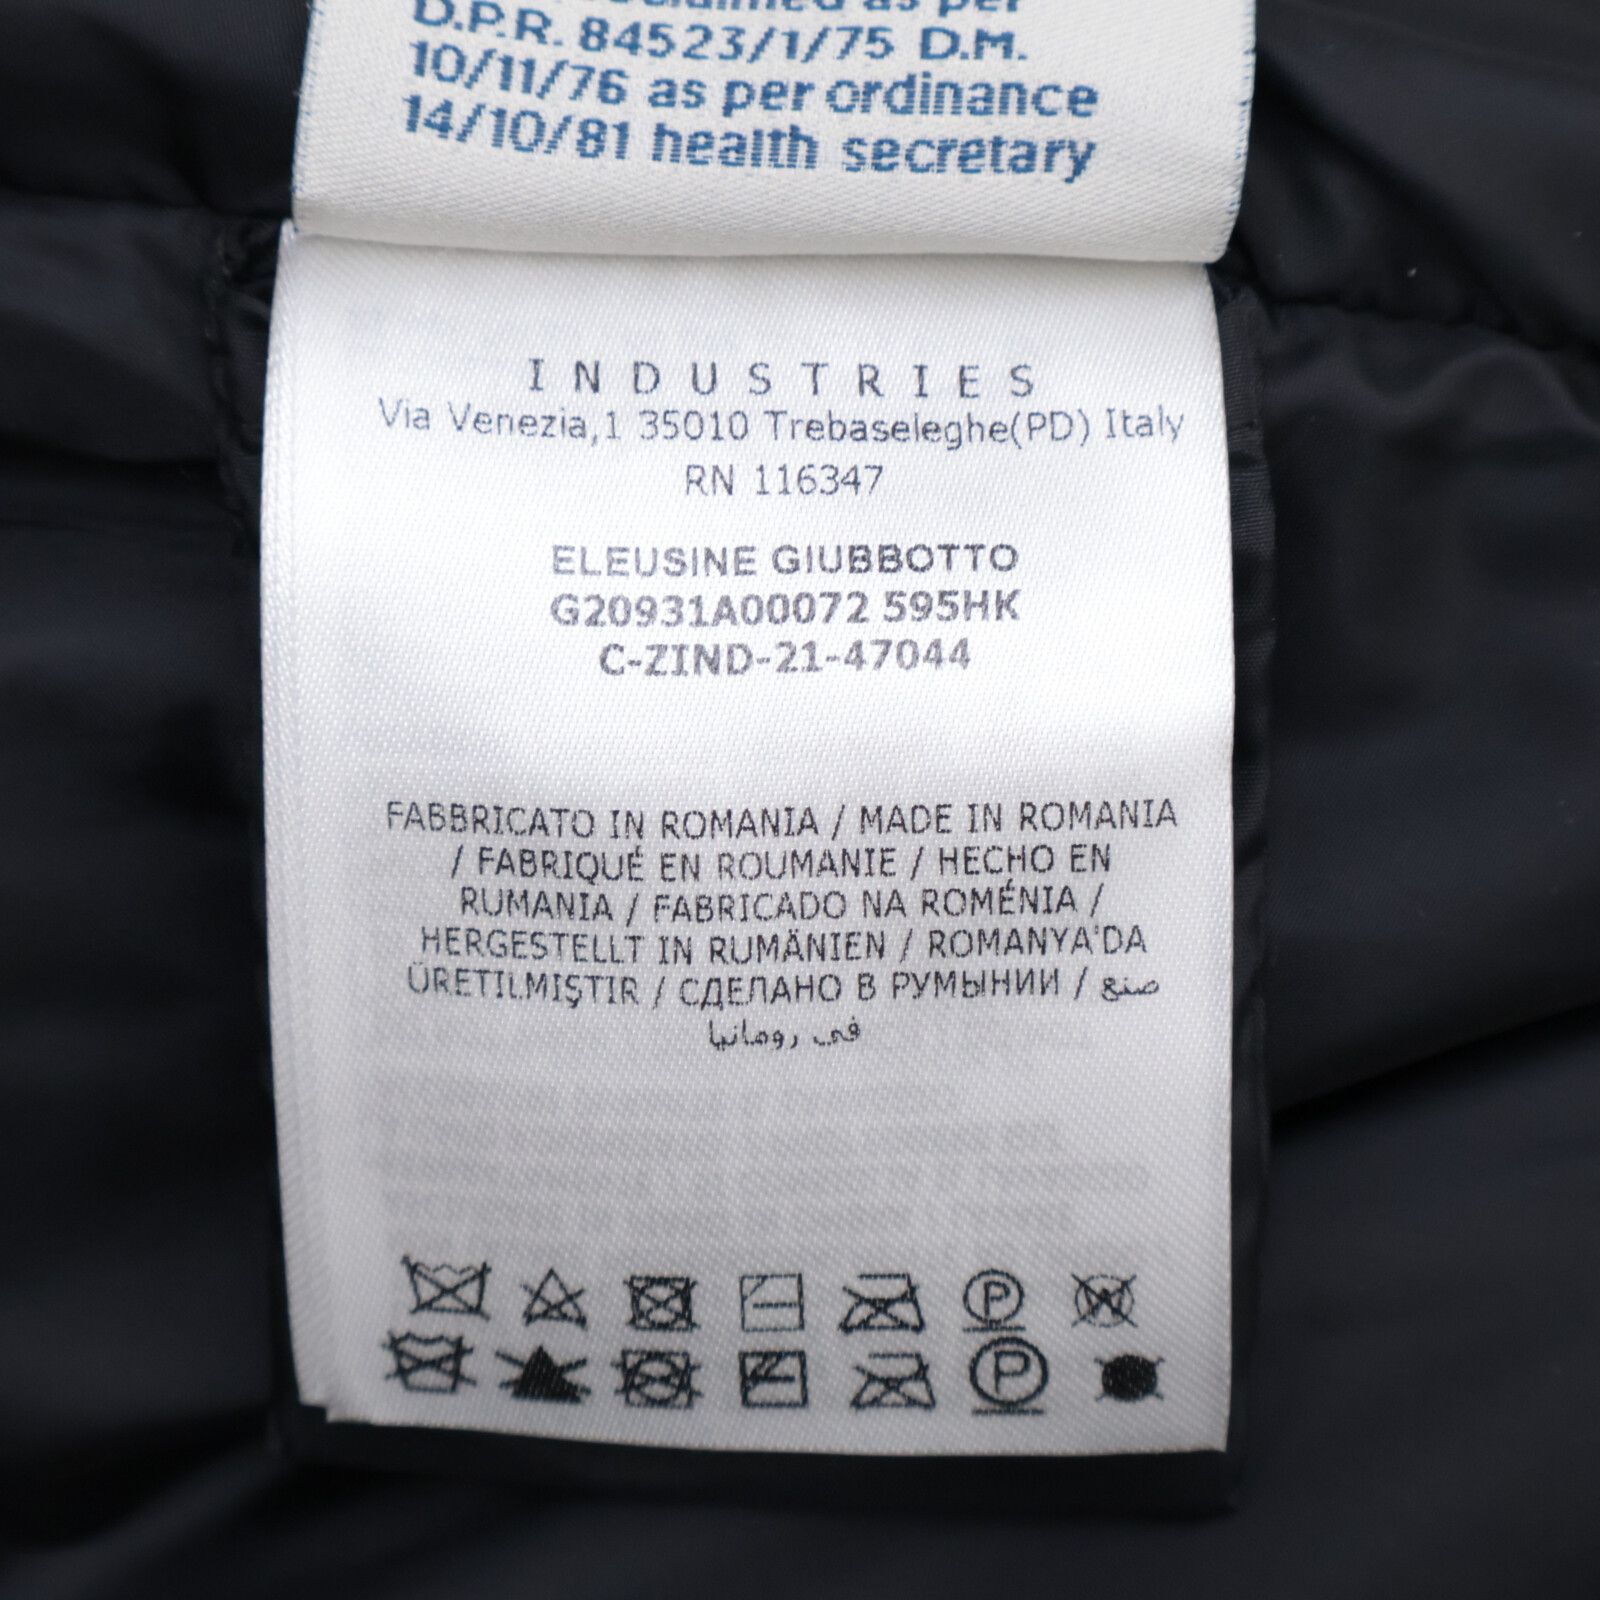 as per
D.P.R. 84523/1/75 D.M.
10/11/76 as per ordinance
14/10/81 health secretary
INDUSTRIES
Via Venezia,1 35010 Trebaseleghe(PD) Italy
RN 116347
ELEUSINE GIUBBOTTO
G20931A00072 595HK
C-ZIND-21-47044
FABBRICATO IN ROMANIA / MADE IN ROMANIA
/ FABRIQUÉ EN ROUMANIE / HECHO EN
RUMANIA / FABRICADO NA ROMÉNIA /
HERGESTELLT IN RUMÄNIEN / ROMANYA'DA
ÜRETILMIŞTIR / СДЕЛАНО В РУМЫНИИ / صنع
في رومانيا
P W
P